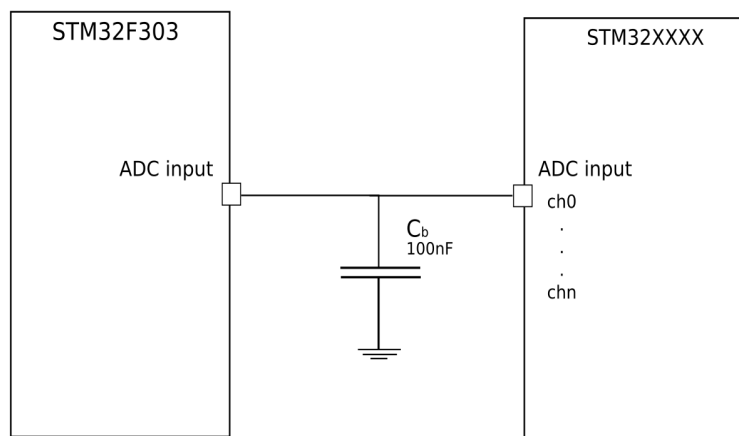 STM32F303
STM32XXXX
ADC input
ADC input
ch0
.
.
.
chn
Cb
100nF